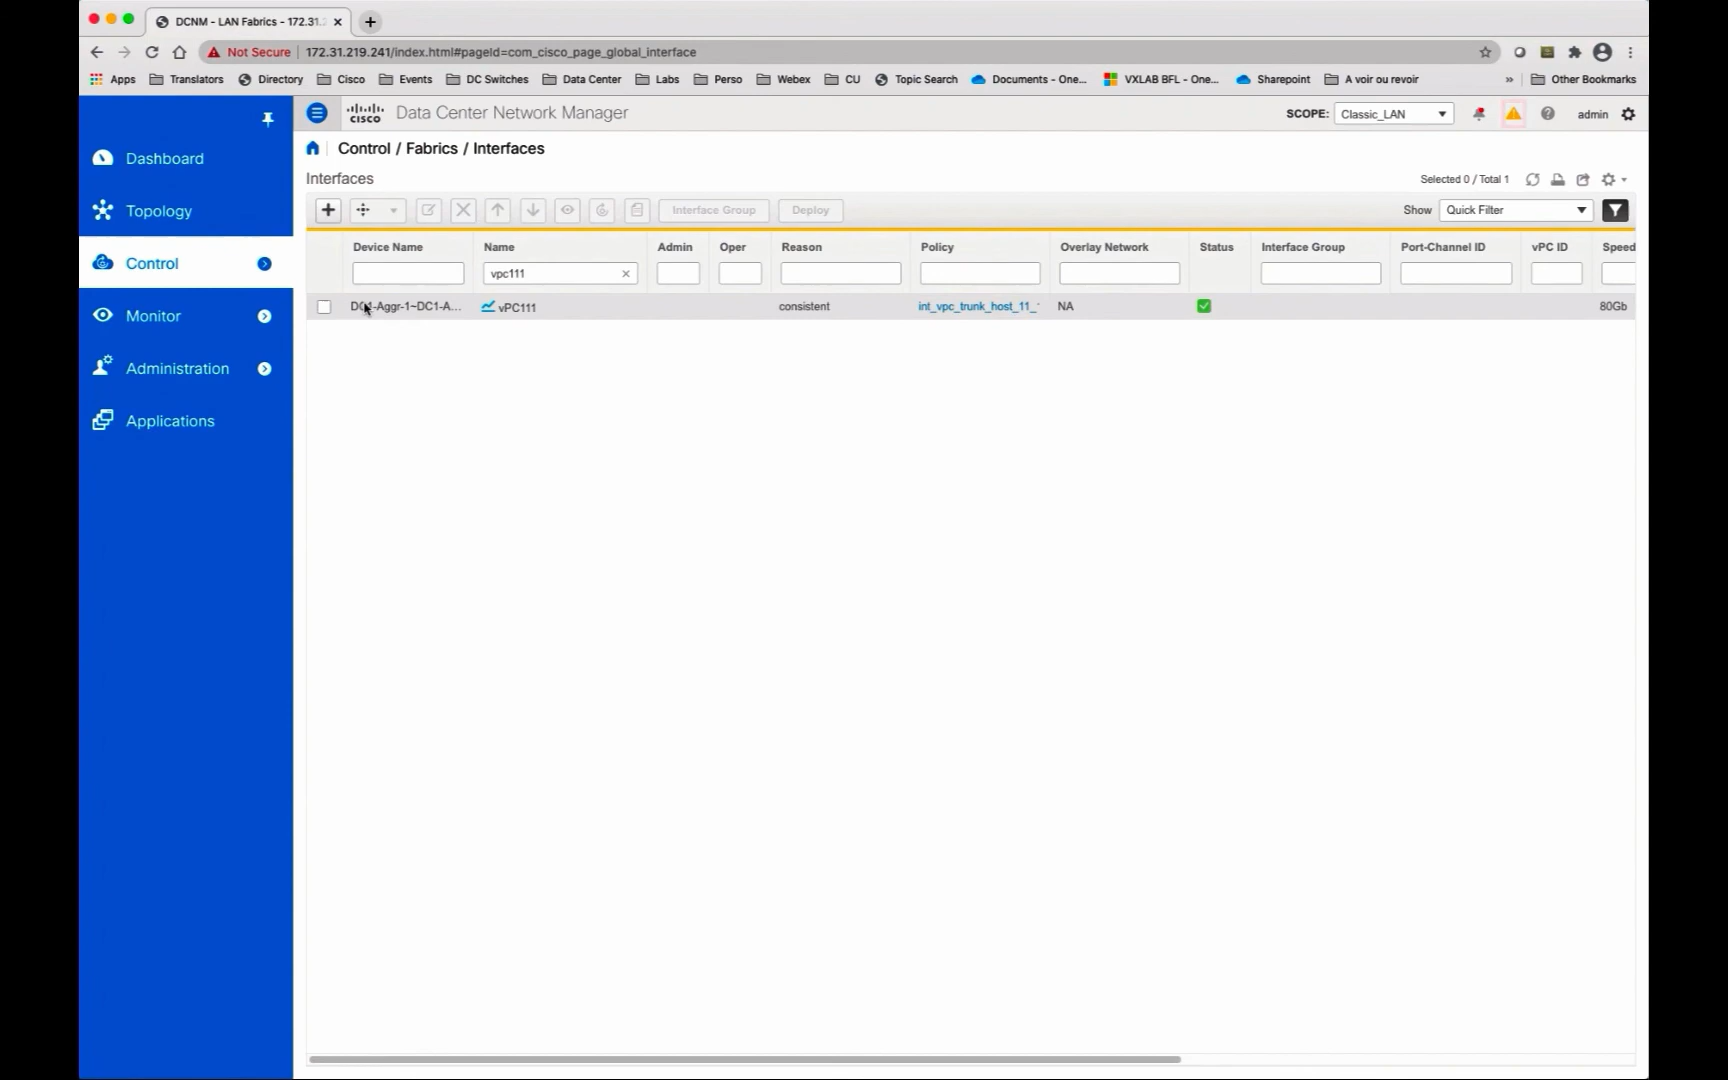 DCNM - LAN Fabrics - 172.31.
Not Secure 172.31.219.241/index.html#pageId=com_cisco_page_global_interface
Apps Translators Directory Cisco Events DC Switches Data Center Labs Perso Webex CU Topic Search Documents - One... VXLAB BFL - One... Sharepoint A voir ou revoir » Other Bookmarks
cisco Data Center Network Manager SCOPE: Classic_LAN admin
Control / Fabrics / Interfaces
Interfaces Selected 0 / Total 1
Interface Group Deploy Show Quick Filter
Device Name Name Admin Oper Reason Policy Overlay Network Status Interface Group Port-Channel ID vPC ID Speed
vpc111
DC1-Aggr-1~DC1-A... vPC111 consistent int_vpc_trunk_host_11_ NA 80Gb
Dashboard
Topology
Control
Monitor
Administration
Applications